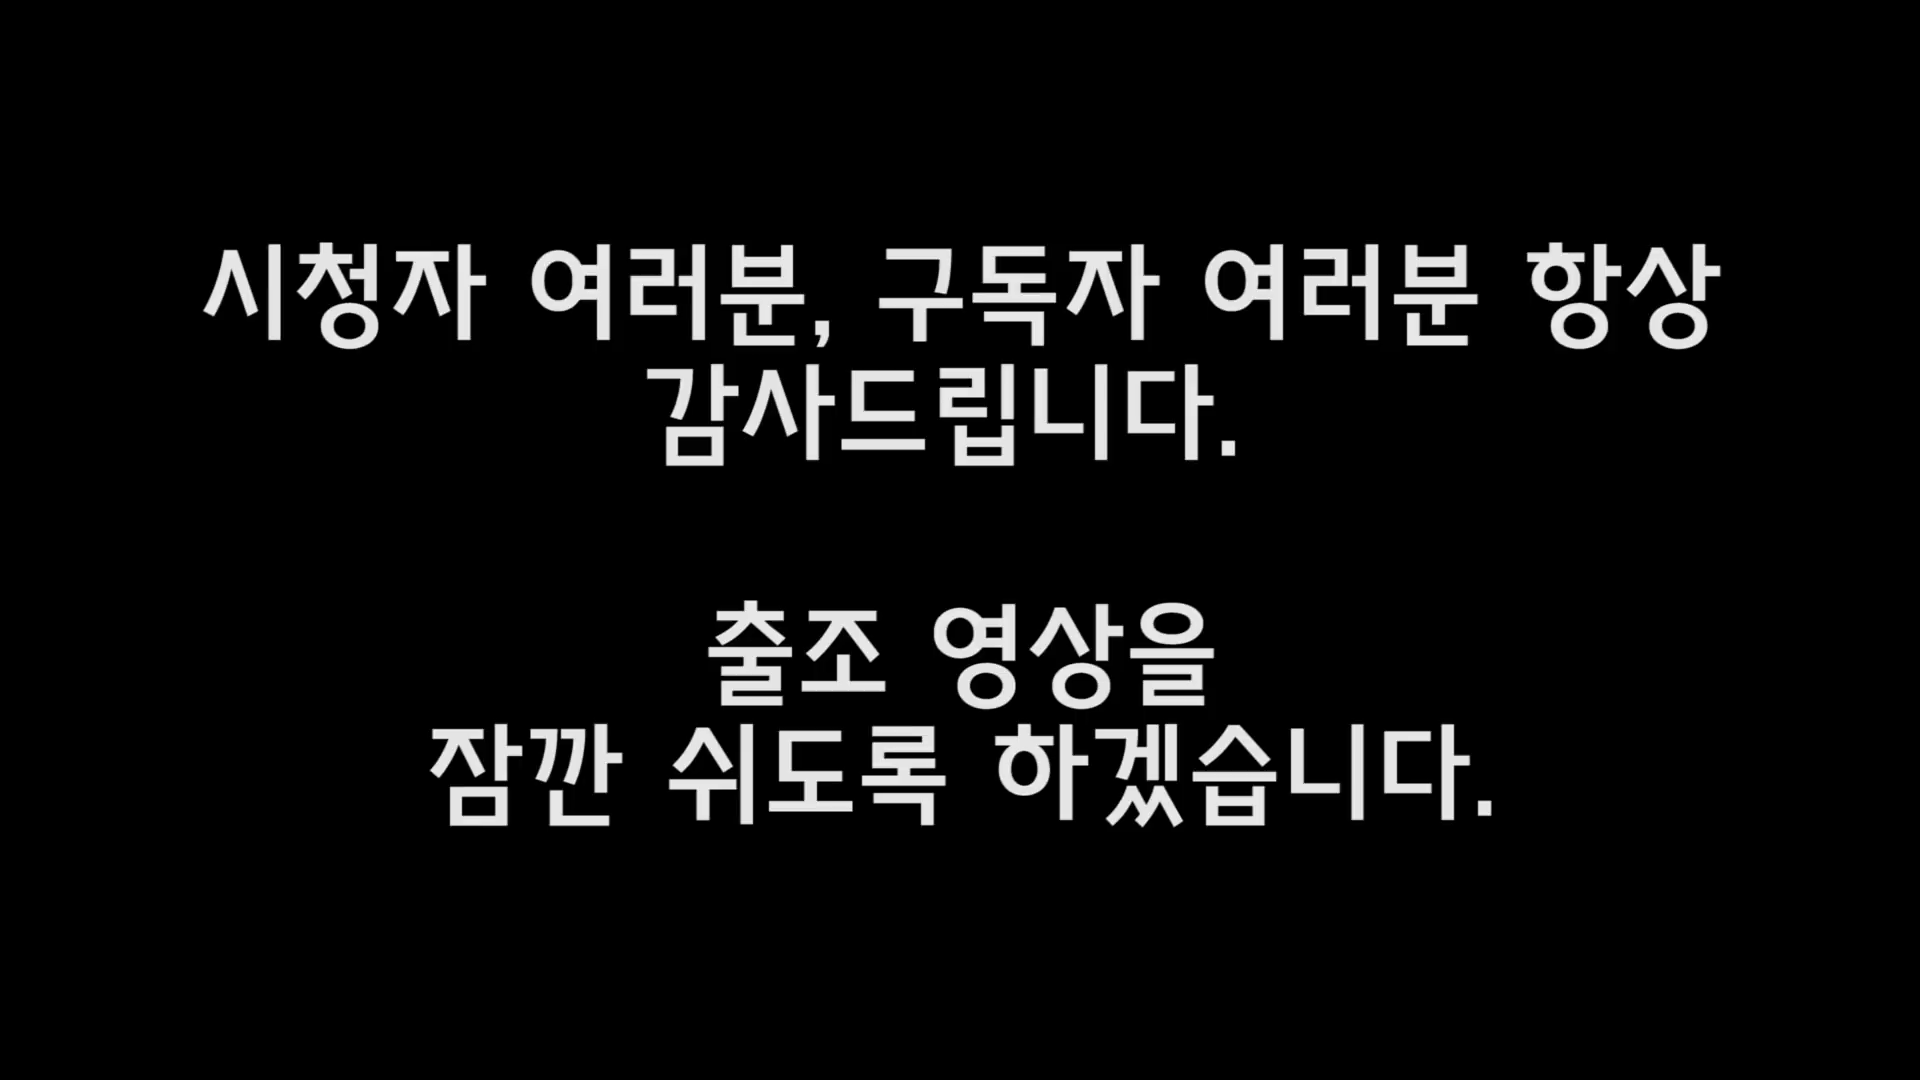 시청자 여러분, 구독자 여러분 항상
감사드립니다.
출조 영상을
잠깐 쉬도록 하겠습니다.